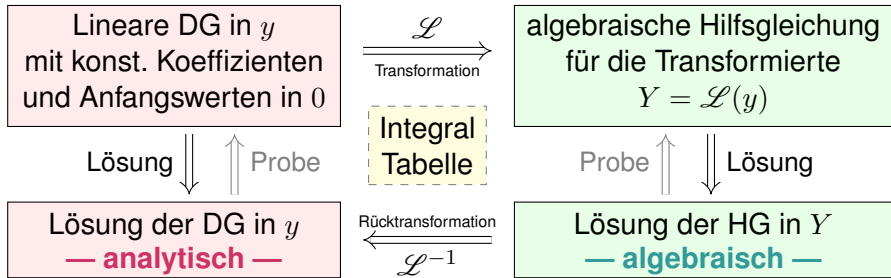 Lineare DG in y
mit konst. Koeffizienten
und Anfangswerten in 0
ℒ
Transformation
algebraische Hilfsgleichung
für die Transformierte
Y = ℒ(y)
Lösung
Probe
Integral
Tabelle
Probe
Lösung
Lösung der DG in y
— analytisch —
Rücktransformation
ℒ⁻¹
Lösung der HG in Y
— algebraisch —